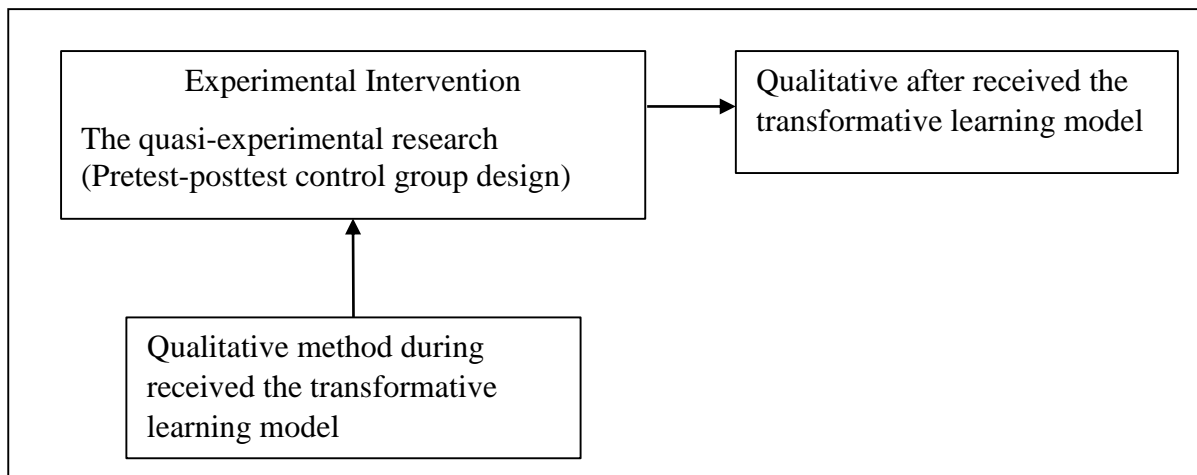 Experimental Intervention
The quasi-experimental research
(Pretest-posttest control group design)
Qualitative after received the
transformative learning model
Qualitative method during
received the transformative
learning model